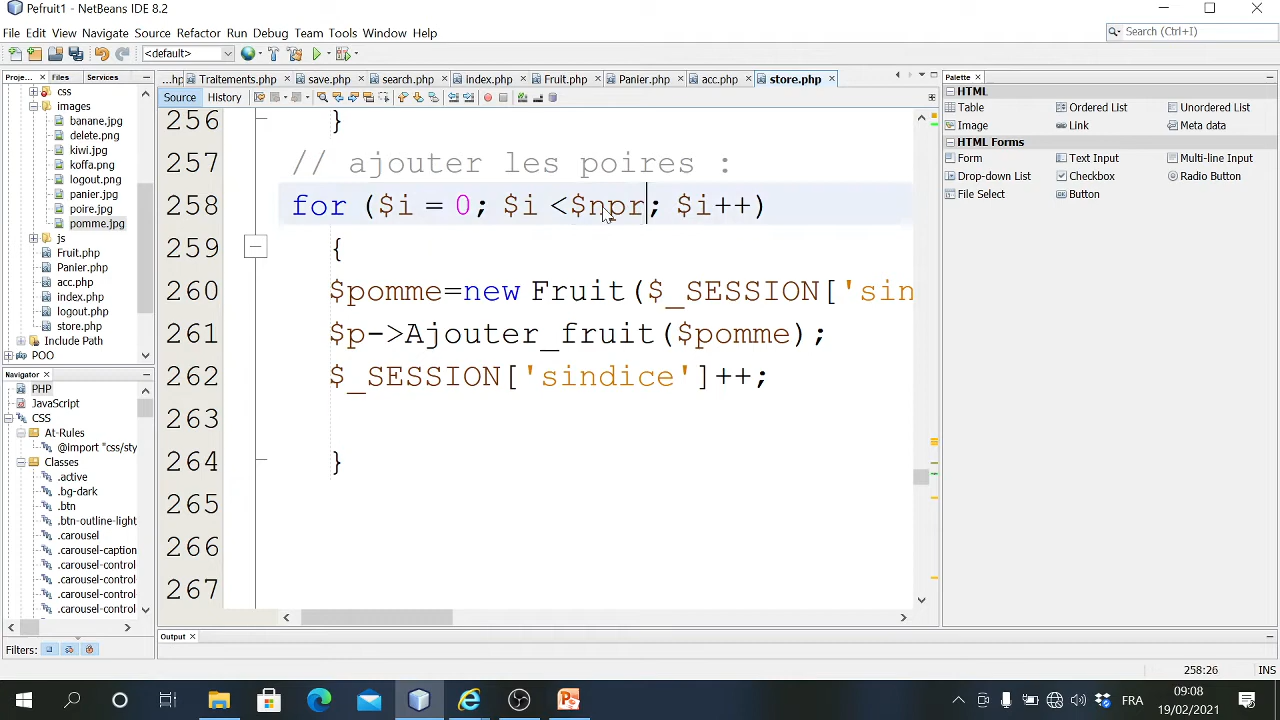 Pefruit1 - NetBeans IDE 8.2
File Edit View Navigate Source Refactor Run Debug Team Tools Window Help
Search (Ctrl+I)
<default>
Proje... Files Services
...hp Traitements.php save.php search.php Index.php Fruit.php Panier.php acc.php store.php
Source History
css
images
banane.jpg
delete.png
kiwi.jpg
koffa.png
logout.png
panier.jpg
poire.jpg
pomme.jpg
js
Fruit.php
Panier.php
acc.php
index.php
logout.php
store.php
Include Path
POO
256 }
257 // ajouter les poires :
258 for ($i = 0; $i <$npr; $i++)
259 {
260 $pomme=new Fruit($_SESSION['sin
261 $p->Ajouter_fruit($pomme);
262 $_SESSION['sindice']++;
263
264 }
265
266
267
Palette
HTML
Table Ordered List Unordered List
Image Link Meta data
HTML Forms
Form Text Input Multi-line Input
Drop-down List Checkbox Radio Button
File Select Button
Navigator
PHP
JavaScript
CSS
At-Rules
@import "css/sty
Classes
.active
.bg-dark
.btn
.btn-outline-light
.carousel
.carousel-caption
.carousel-control
.carousel-control
.carousel-control
.carousel-control
Filters:
Output
258:26 INS
FRA
09:08
19/02/2021